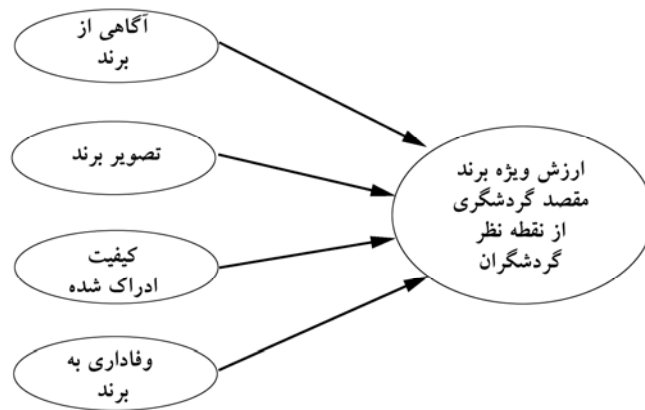 آگاهی از
برند
تصویر برند
کیفیت
ادراک شده
وفاداری به
برند
ارزش ویژه برند
مقصد گردشگری
از نقطه نظر
گردشگران